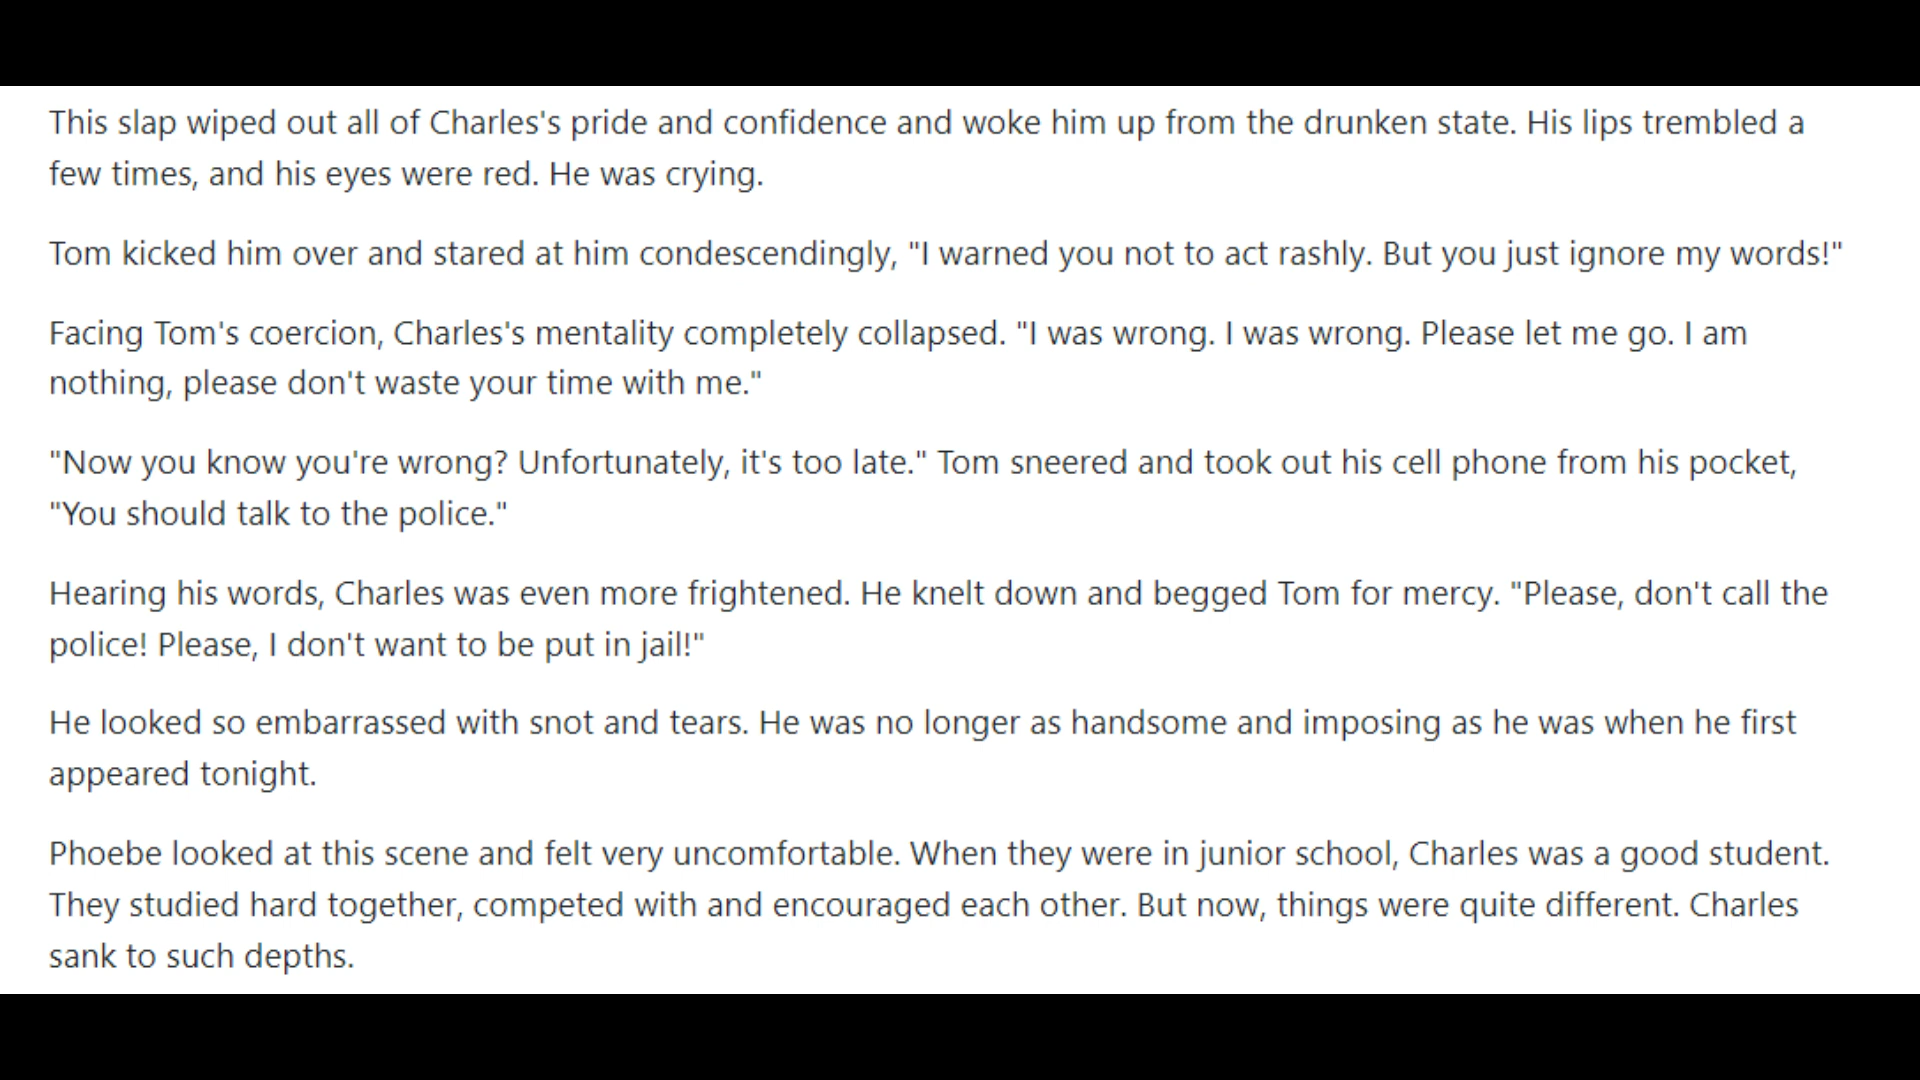 This slap wiped out all of Charles's pride and confidence and woke him up from the drunken state. His lips trembled a
few times, and his eyes were red. He was crying.
Tom kicked him over and stared at him condescendingly, "I warned you not to act rashly. But you just ignore my words!"
Facing Tom's coercion, Charles's mentality completely collapsed. "I was wrong. I was wrong. Please let me go. I am
nothing, please don't waste your time with me."
"Now you know you're wrong? Unfortunately, it's too late." Tom sneered and took out his cell phone from his pocket,
"You should talk to the police."
Hearing his words, Charles was even more frightened. He knelt down and begged Tom for mercy. "Please, don't call the
police! Please, I don't want to be put in jail!"
He looked so embarrassed with snot and tears. He was no longer as handsome and imposing as he was when he first
appeared tonight.
Phoebe looked at this scene and felt very uncomfortable. When they were in junior school, Charles was a good student.
They studied hard together, competed with and encouraged each other. But now, things were quite different. Charles
sank to such depths.